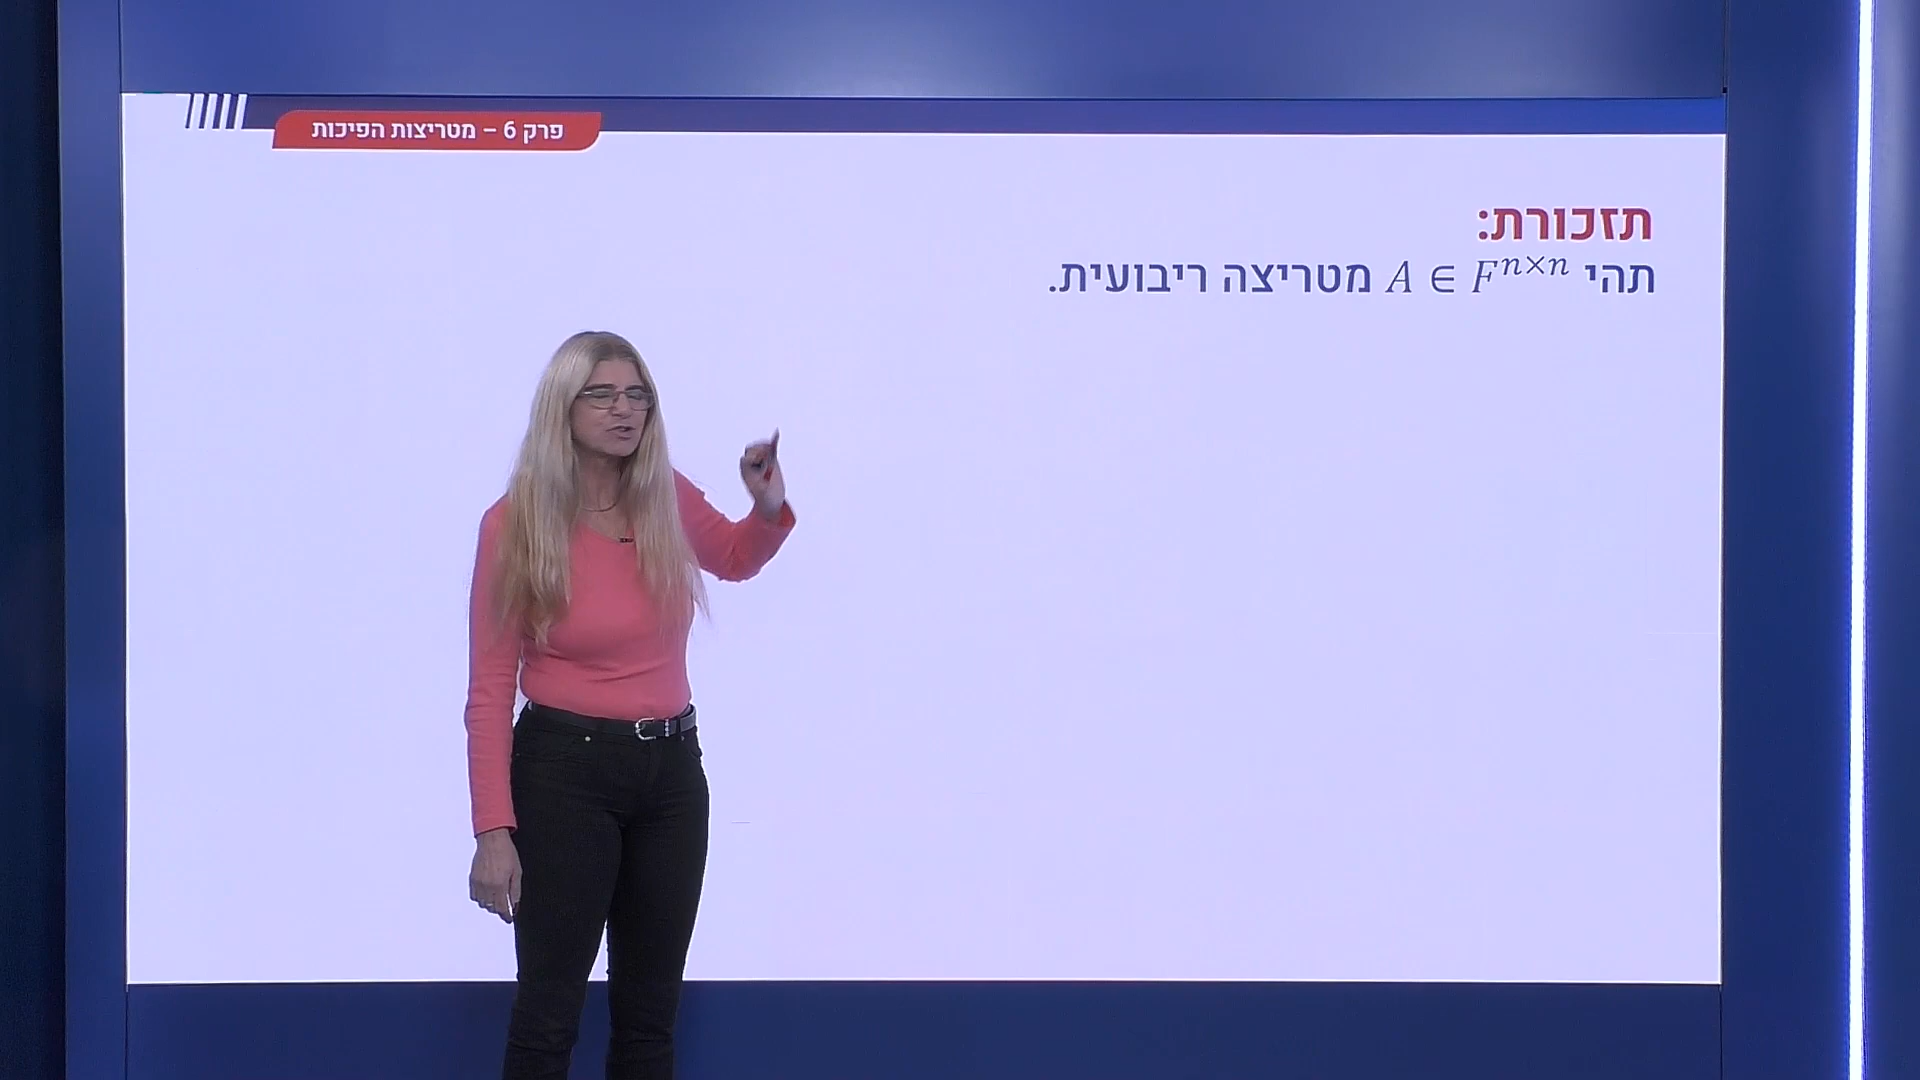 פרק 6 – מטריצות הפיכות
תזכורת:
תהי $A \in F^{n \times n}$ מטריצה ריבועית.